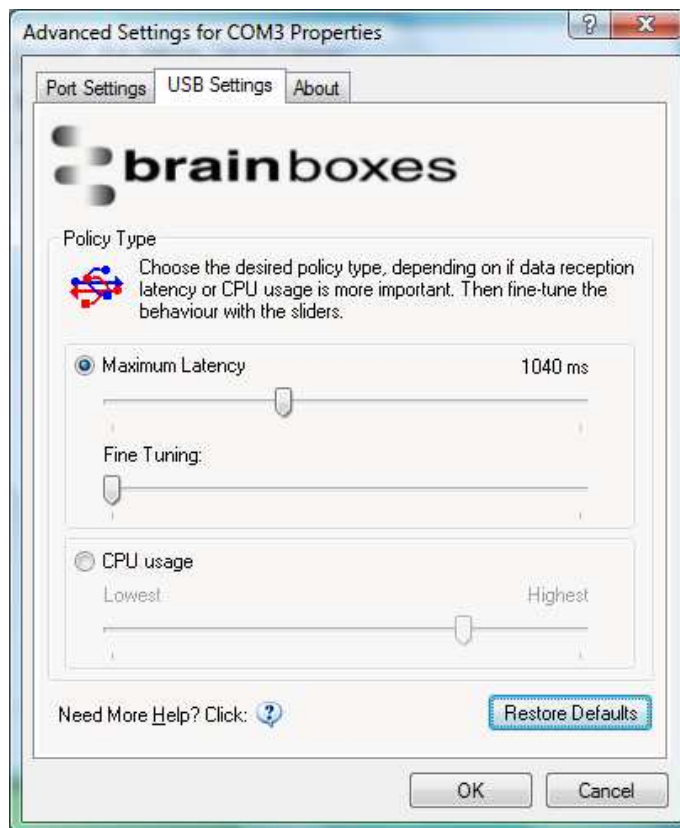 Advanced Settings for COM3 Properties
Port Settings USB Settings About
brainboxes
Policy Type
Choose the desired policy type, depending on if data reception
latency or CPU usage is more important. Then fine-tune the
behaviour with the sliders.
Maximum Latency 1040 ms
Fine Tuning:
CPU usage
Lowest Highest
Need More Help? Click:
Restore Defaults
OK Cancel